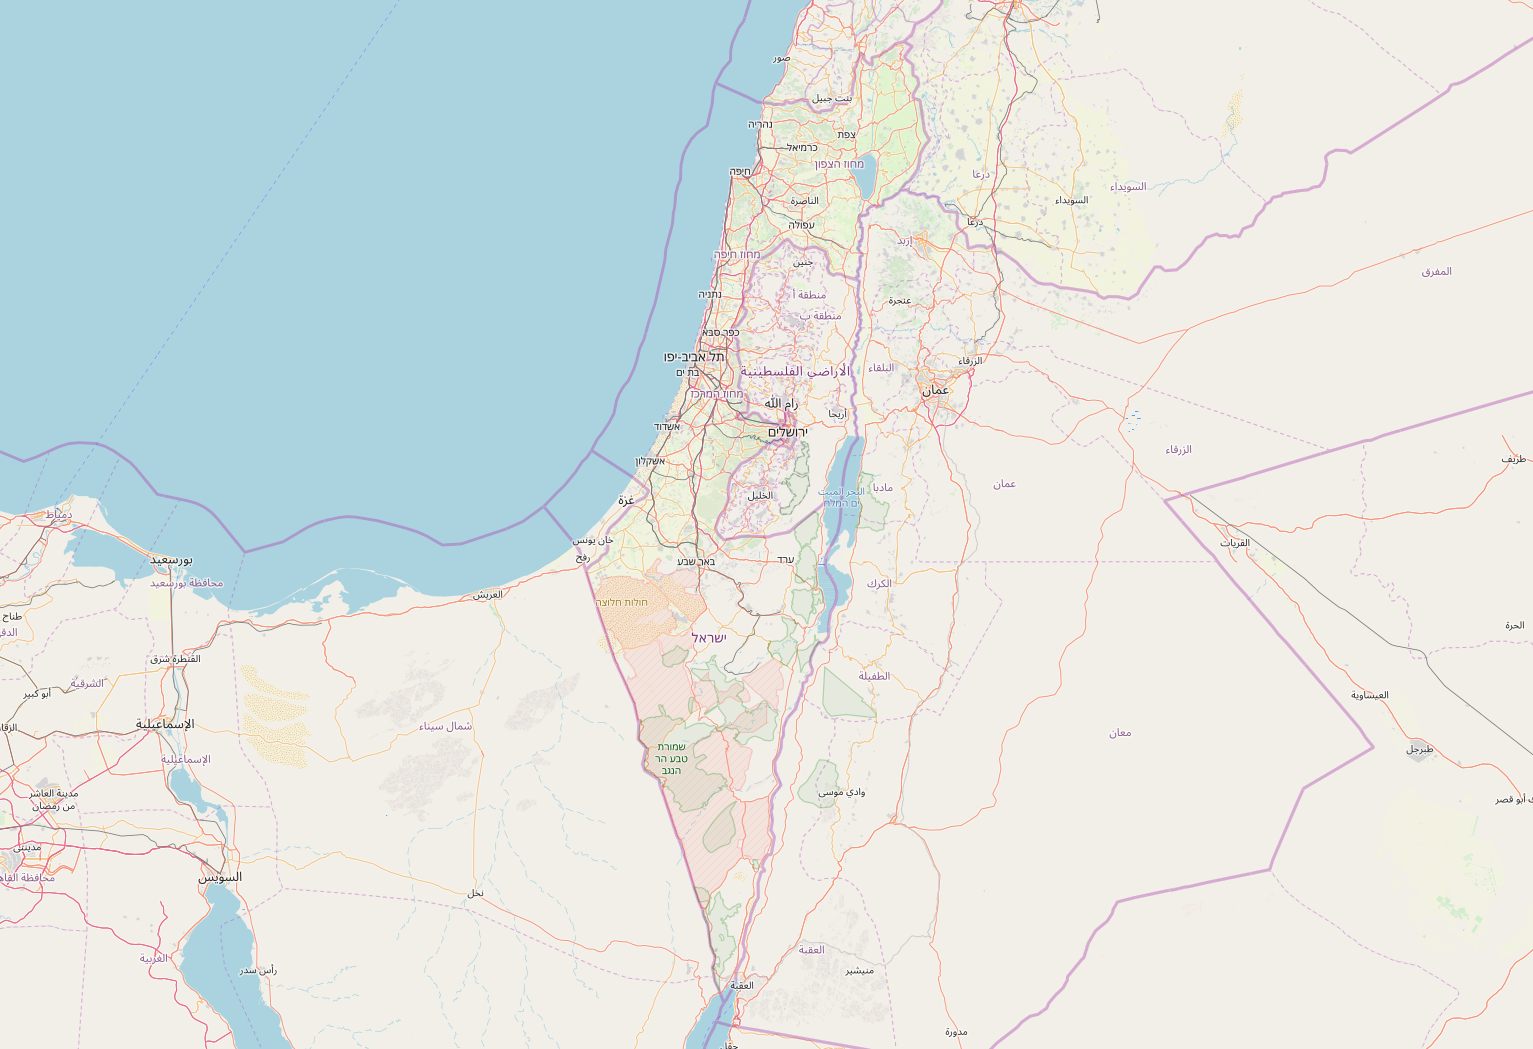 صور
بنت جبيل
נהריה
צפת
כרמיאל
מחוז הצפון
חיפה
درعا
السويداء
الناصرة
السويداء
עפולה
درعا
إربد
מחוז חיפה
جنين
المفرق
נתניה
منطقة أ
عنجرة
منطقة ب
כפר סבא
תל אביב-יפו
الزرقاء
בת ים
الأراضي الفلسطينية
البلقاء
מחוז המרכז
عمان
رام الله
أريحا
אשדוד
ירושלים
الزرقاء
אשקלון
طريف
عمان
مادبا
البحر الميت
ים המלח
الخليل
غزة
دمياط
خان يونس
القريات
رفح
بورسعيد
באר שבע
ערד
محافظة بورسعيد
الكرك
العريش
חולות חלוצה
طناح
الحرة
ישראל
القنطرة شرق
الطفيلة
الشرقية
أبو كبير
العيساوية
الإسماعيلية
شمال سيناء
معان
שמורת
טבע הר
הנגב
طبرجل
الإسماعيلية
وادي موسى
مدينة العاشر
من رمضان
أبو قصر
مدينتي
السويس
نخل
العقبة
الغربية
رأس سدر
منيشير
العقبة
مدورة
حقل